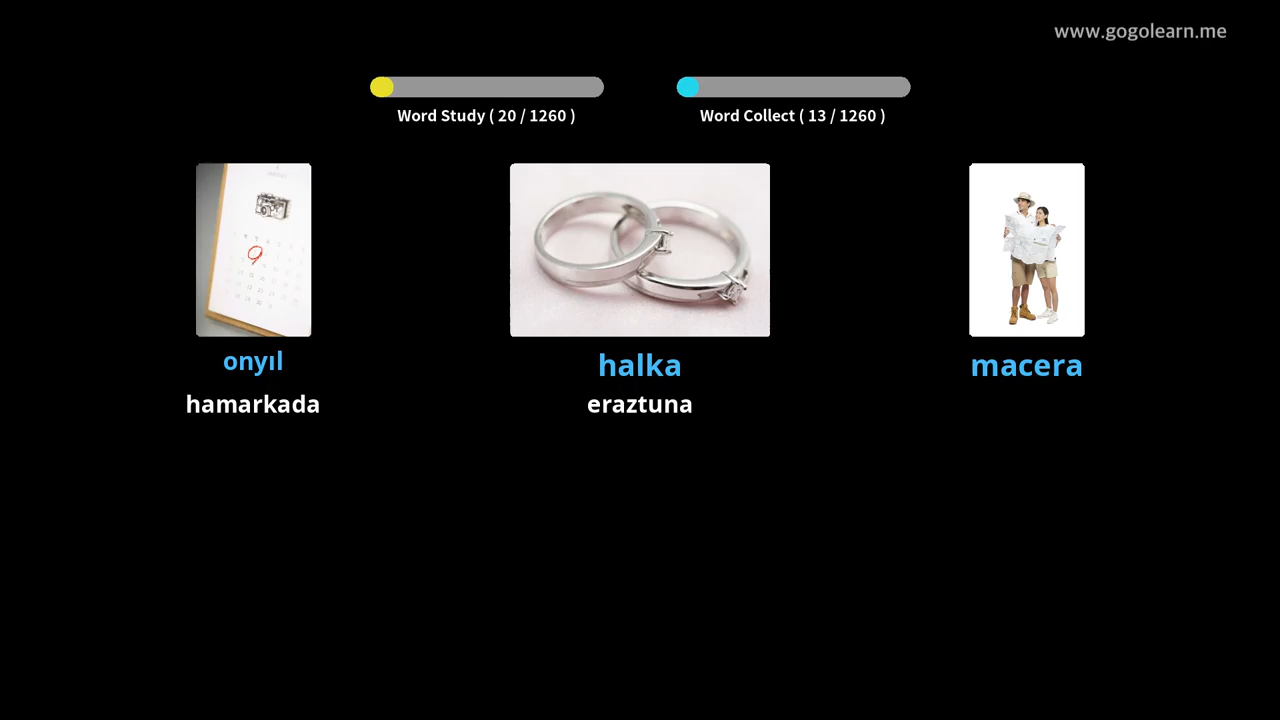 www.gogolearn.me
Word Study ( 20 / 1260 )
Word Collect ( 13 / 1260 )
onyıl
hamarkada
halka
eraztuna
macera